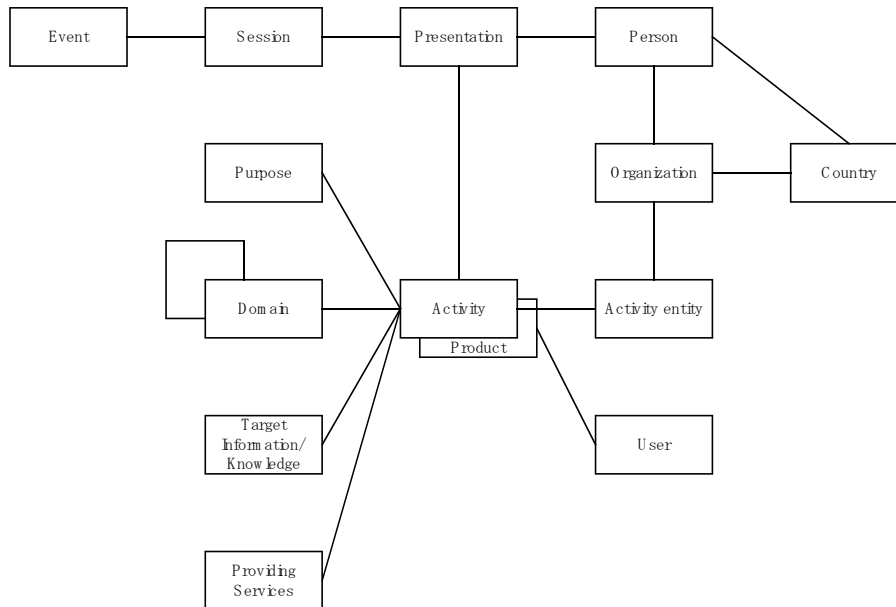 Event
Session
Presentation
Person
Purpose
Organization
Country
Domain
Activity
Activity entity
Product
Target
Information/
Knowledge
User
Providing
Services